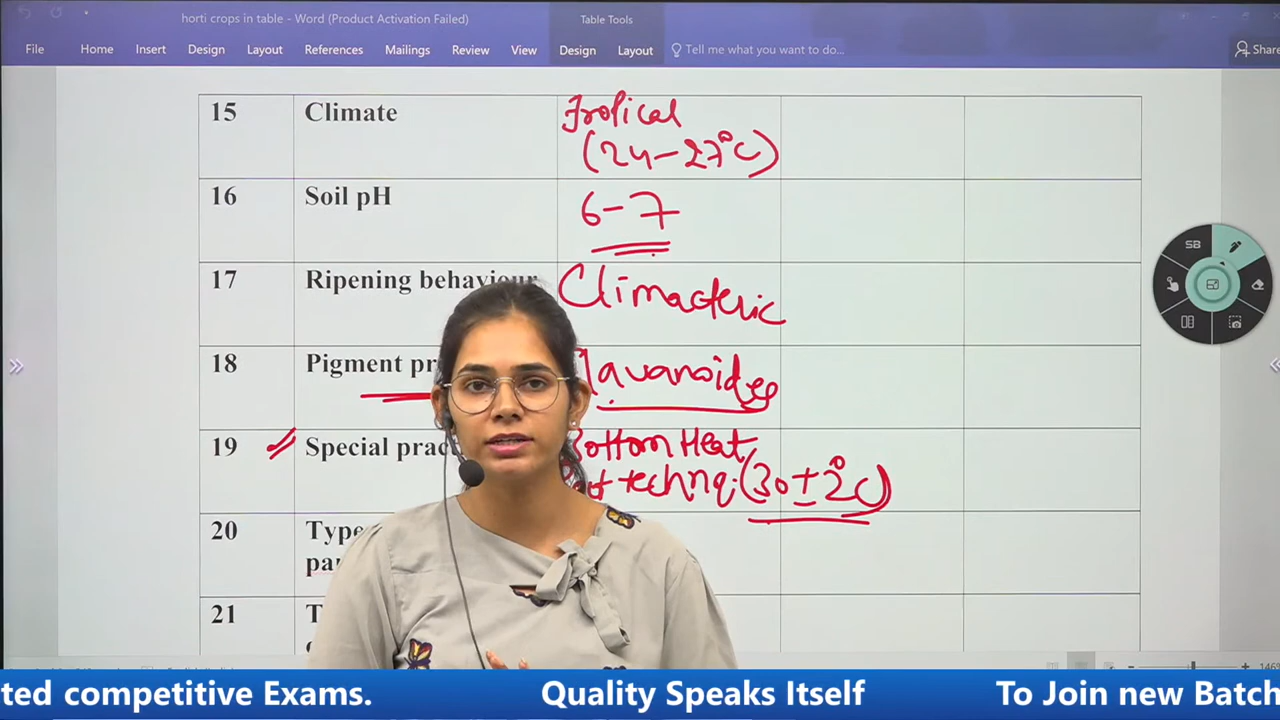 horti crops in table - Word (Product Activation Failed)
Table Tools
File Home Insert Design Layout References Mailings Review View Design Layout Tell me what you want to do... Share
15 Climate Tropical
(24-27°C)
16 Soil pH 6-7
17 Ripening behaviour Climacteric
18 Pigment pr lavanoides
19 Special prac Bottom Heat
technq. (30±2°C)
20 Type
par
21 T
SB
146%
ted competitive Exams. Quality Speaks Itself To Join new Batch